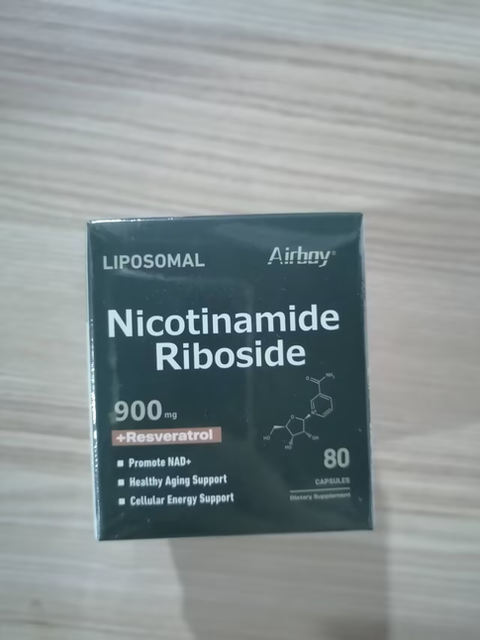 LIPOSOMAL
Airboy®
Nicotinamide
Riboside
900 mg
+Resveratrol
Promote NAD+
Healthy Aging Support
Cellular Energy Support
80
CAPSULES
Dietary Supplement